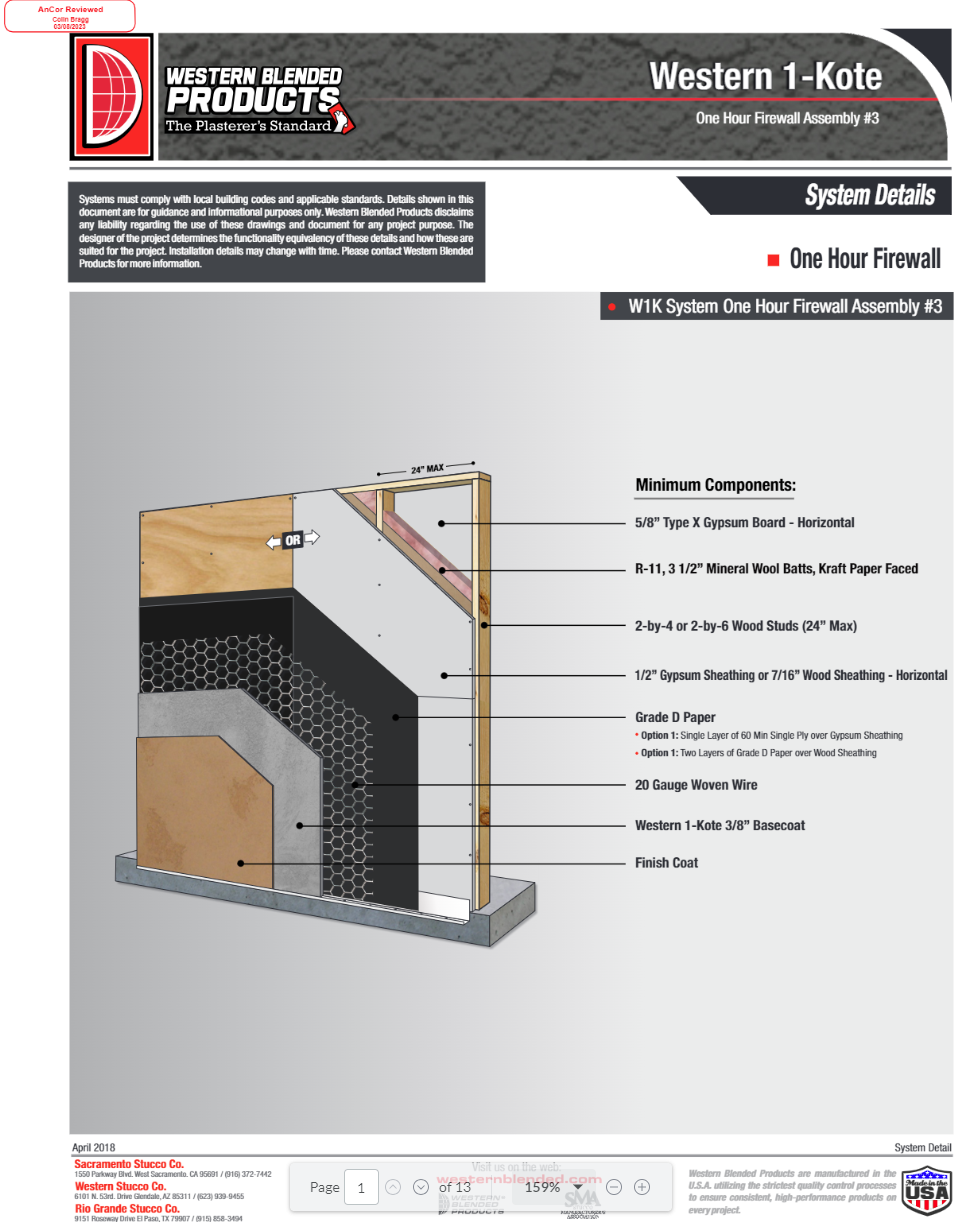 AnCor Reviewed
Colin Bragg
03/08/2023
WESTERN BLENDED
PRODUCTS
The Plasterer's Standard
Western 1-Kote
One Hour Firewall Assembly #3
Systems must comply with local building codes and applicable standards. Details shown in this
document are for guidance and informational purposes only. Western Blended Products disclaims
any liability regarding the use of these drawings and document for any project purpose. The
designer of the project determines the functionality equivalency of these details and how these are
suited for the project. Installation details may change with time. Please contact Western Blended
Products for more information.
System Details
One Hour Firewall
W1K System One Hour Firewall Assembly #3
24" MAX
OR
Minimum Components:
5/8" Type X Gypsum Board - Horizontal
R-11, 3 1/2" Mineral Wool Batts, Kraft Paper Faced
2-by-4 or 2-by-6 Wood Studs (24" Max)
1/2" Gypsum Sheathing or 7/16" Wood Sheathing - Horizontal
Grade D Paper
• Option 1: Single Layer of 60 Min Single Ply over Gypsum Sheathing
• Option 1: Two Layers of Grade D Paper over Wood Sheathing
20 Gauge Woven Wire
Western 1-Kote 3/8" Basecoat
Finish Coat
April 2018
System Detail
Sacramento Stucco Co.
1550 Parkway Blvd. West Sacramento. CA 95691 / (916) 372-7442
Western Stucco Co.
6101 N. 53rd. Drive Glendale, AZ 85311 / (623) 939-9455
Rio Grande Stucco Co.
9151 Roseway Drive El Paso, TX 79907 / (915) 858-3494
Visit us on the web:
westernblended.com
Page 1 of 13 159%
WESTERN
BLENDED
PRODUCTS
SMA
Western Blended Products are manufactured in the
U.S.A. utilizing the strictest quality control processes
to ensure consistent, high-performance products on
every project.
Made in the
USA